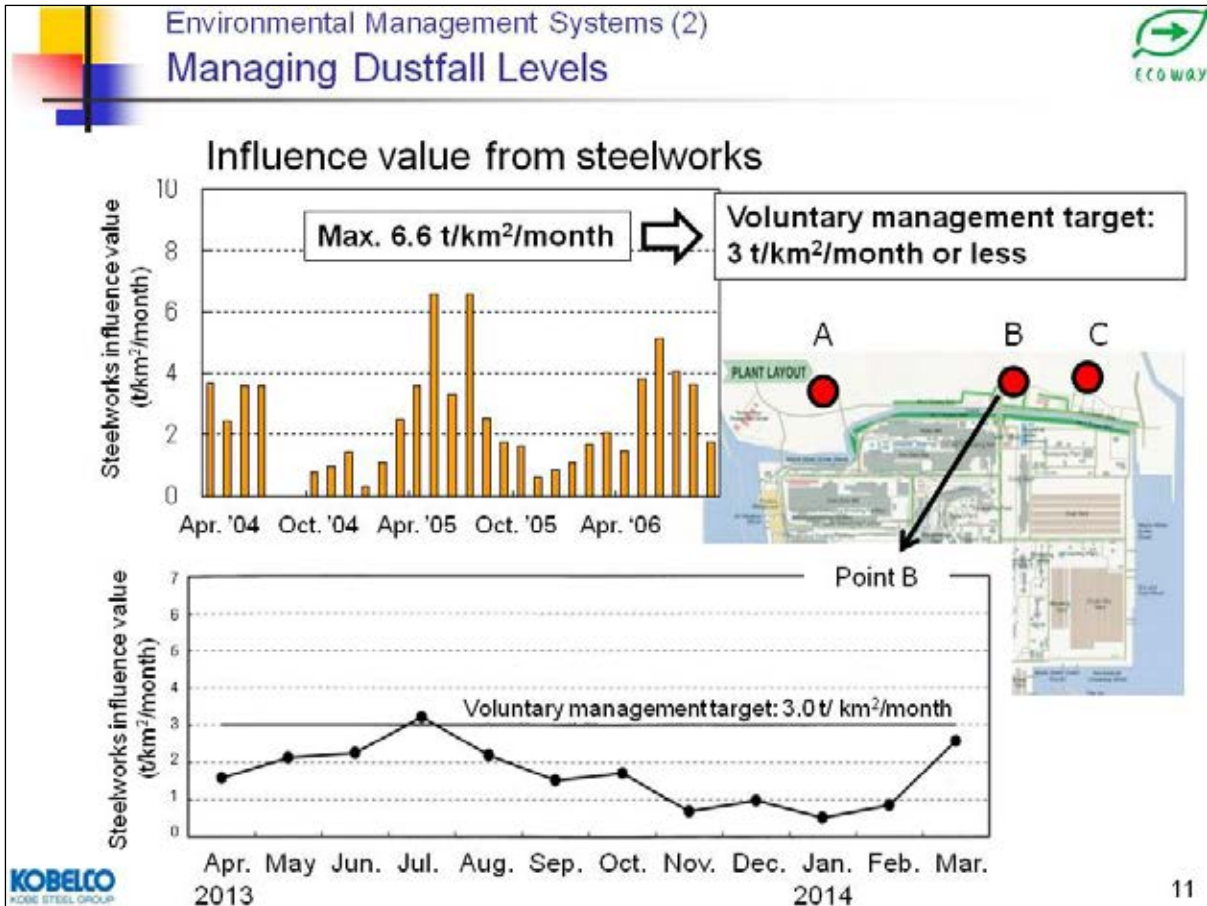 Environmental Management Systems (2)
Managing Dustfall Levels
ECOWAY
Influence value from steelworks
Steelworks influence value
(t/km²/month)
10
8
6
4
2
0
Max. 6.6 t/km²/month
Voluntary management target:
3 t/km²/month or less
Apr. '04 Oct. '04 Apr. '05 Oct. '05 Apr. '06
A B C
PLANT LAYOUT
Point B
Steelworks influence value
(t/km²/month)
7
6
5
4
3
2
1
0
Voluntary management target: 3.0 t/ km²/month
Apr. May Jun. Jul. Aug. Sep. Oct. Nov. Dec. Jan. Feb. Mar.
2013 2014
KOBELCO
KOBE STEEL GROUP
11